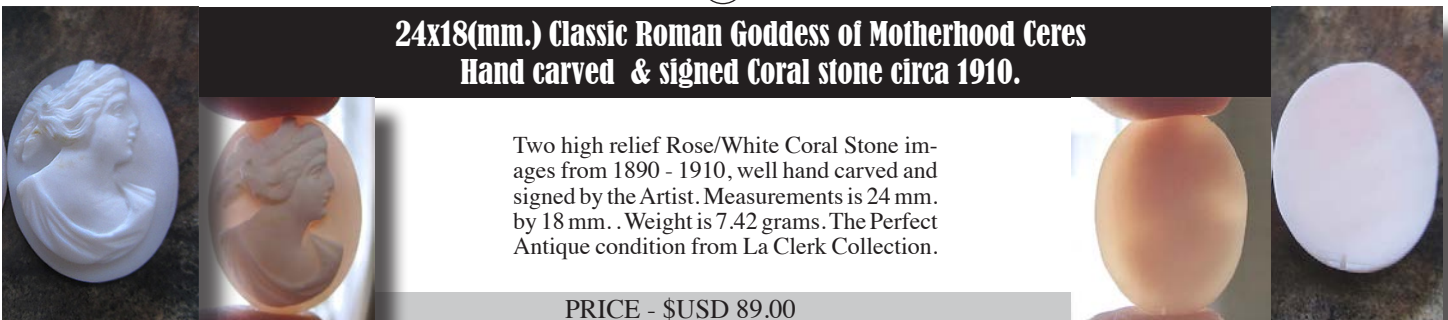 24x18(mm.) Classic Roman Goddess of Motherhood Ceres
Hand carved & signed Coral stone circa 1910.
Two high relief Rose/White Coral Stone im-
ages from 1890 - 1910, well hand carved and
signed by the Artist. Measurements is 24 mm.
by 18 mm. . Weight is 7.42 grams. The Perfect
Antique condition from La Clerk Collection.
PRICE - $USD 89.00